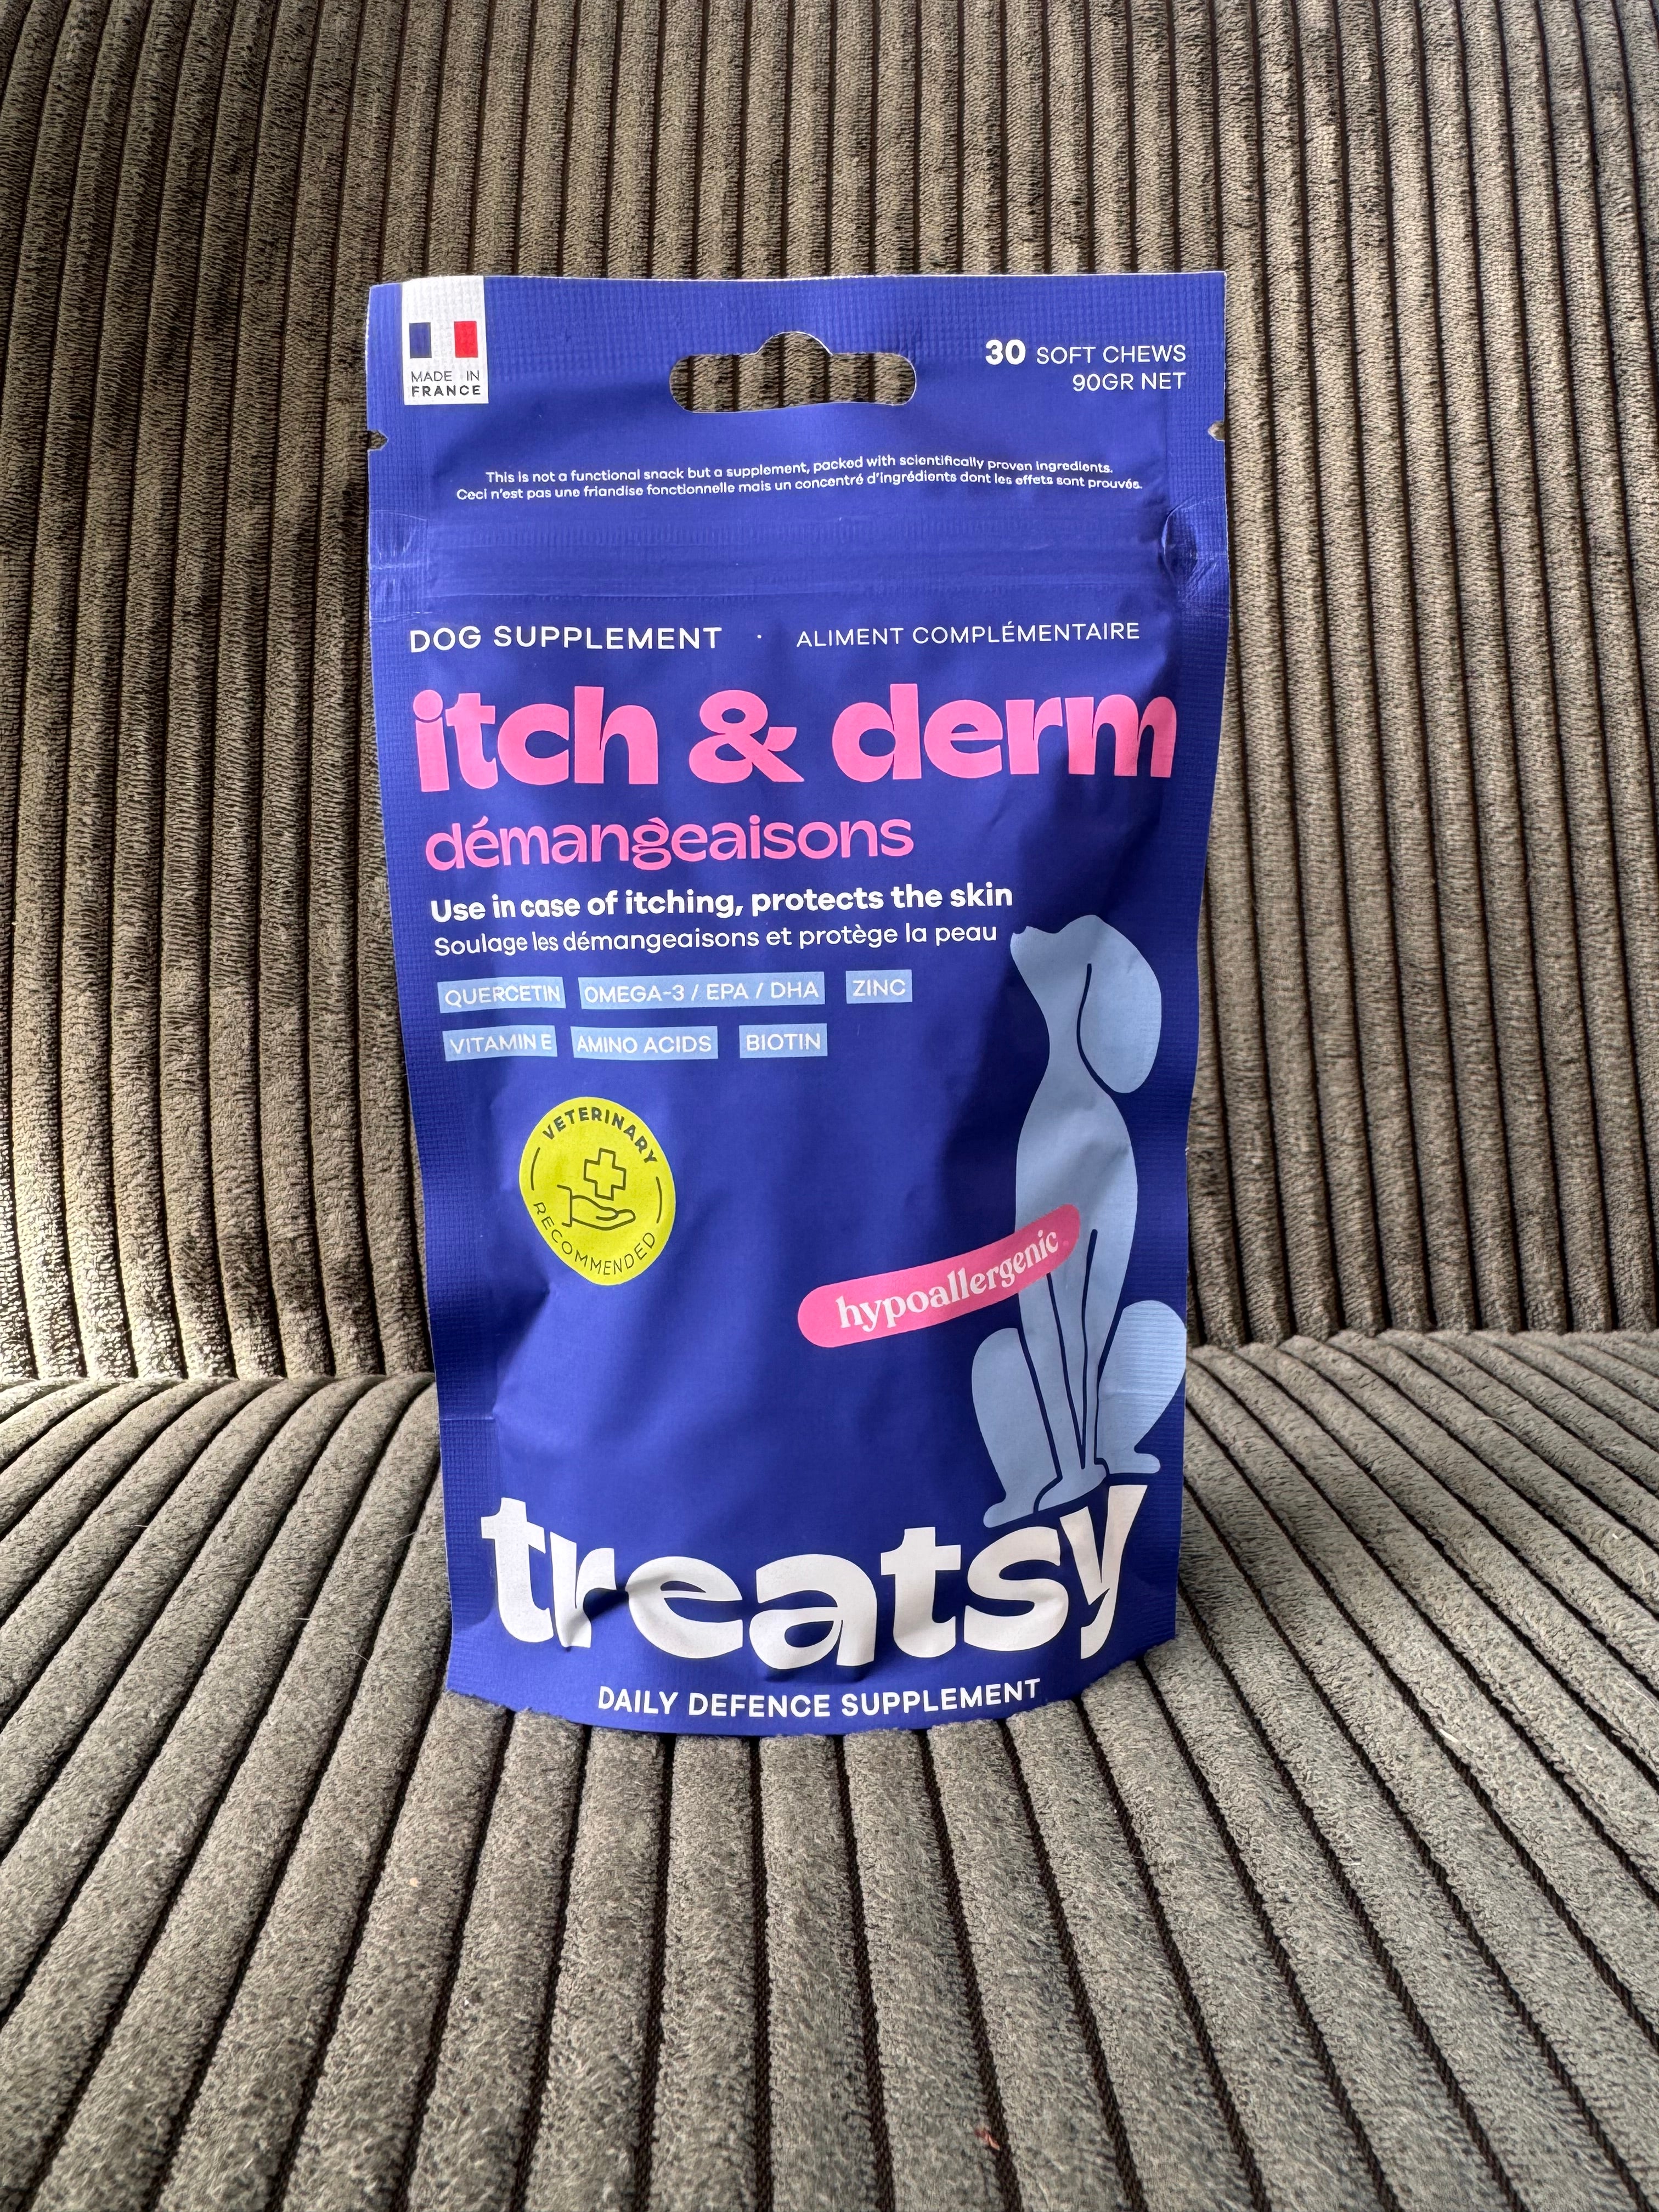 MADE IN
FRANCE
30 SOFT CHEWS
90GR NET
This is not a functional snack but a supplement, packed with scientifically proven ingredients.
Ceci n'est pas une friandise fonctionnelle mais un concentré d'ingrédients dont les effets sont prouvés.
DOG SUPPLEMENT · ALIMENT COMPLÉMENTAIRE
itch & derm
démangeaisons
Use in case of itching, protects the skin
Soulage les démangeaisons et protège la peau
QUERCETIN OMEGA-3 / EPA / DHA ZINC
VITAMIN E AMINO ACIDS BIOTIN
VETERINARY
RECOMMENDED
hypoallergenic
treatsy
DAILY DEFENCE SUPPLEMENT